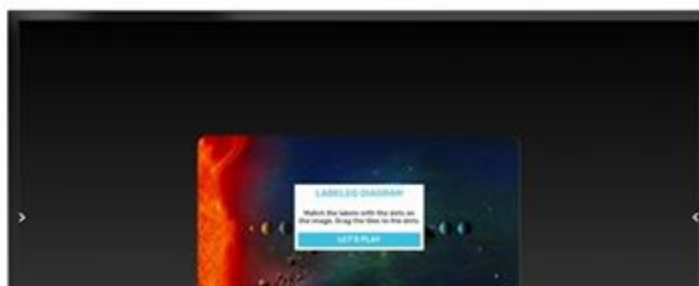 LABELED DIAGRAM
Match the labels with the dots on
the image. Drag the tiles to the dots.
LET'S PLAY